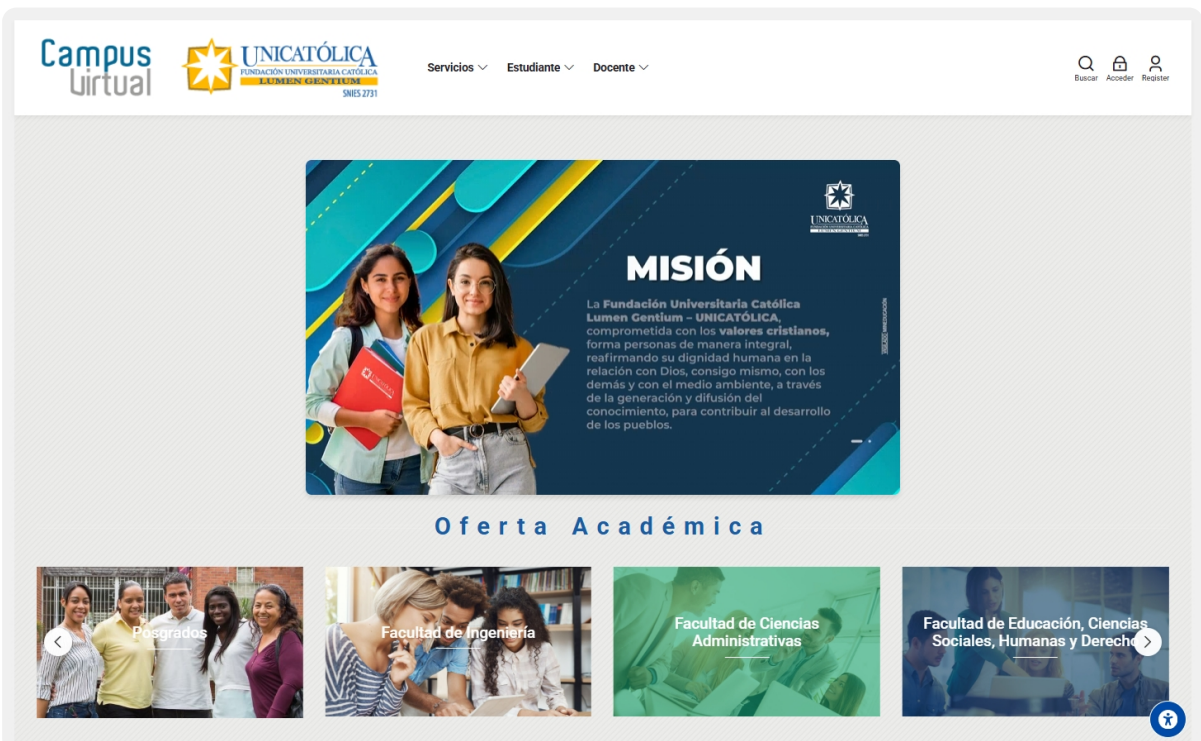 Campus
Virtual
UNICATÓLICA
FUNDACIÓN UNIVERSITARIA CATÓLICA
LUMEN GENTIUM
SNIES 2731
Servicios
Estudiante
Docente
Buscar
Acceder
Register
UNICATÓLICA
MISIÓN
La Fundación Universitaria Católica
Lumen Gentium – UNICATÓLICA,
comprometida con los valores cristianos,
forma personas de manera integral,
reafirmando su dignidad humana en la
relación con Dios, consigo mismo, con los
demás y con el medio ambiente, a través
de la generación y difusión del
conocimiento, para contribuir al desarrollo
de los pueblos.
Oferta Académica
Posgrados
Facultad de Ingeniería
Facultad de Ciencias
Administrativas
Facultad de Educación, Ciencias
Sociales, Humanas y Derecho